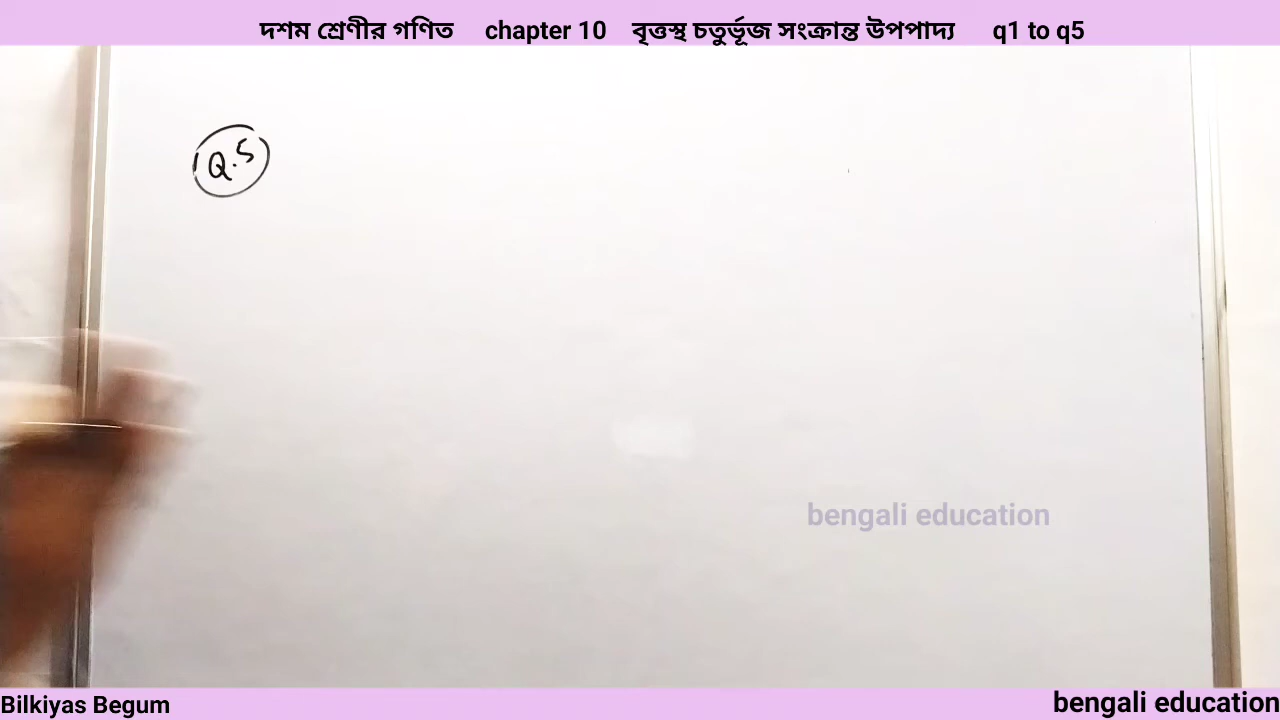 দশম শ্রেণীর গণিত chapter 10 বৃত্তস্থ চতুর্ভূজ সংক্রান্ত উপপাদ্য q1 to q5
Q.5
bengali education
Bilkiyas Begum bengali education